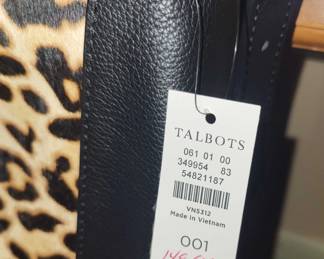 TALBOTS
061 01 00
349954 83
54821187
VN5312
Made in Vietnam
001